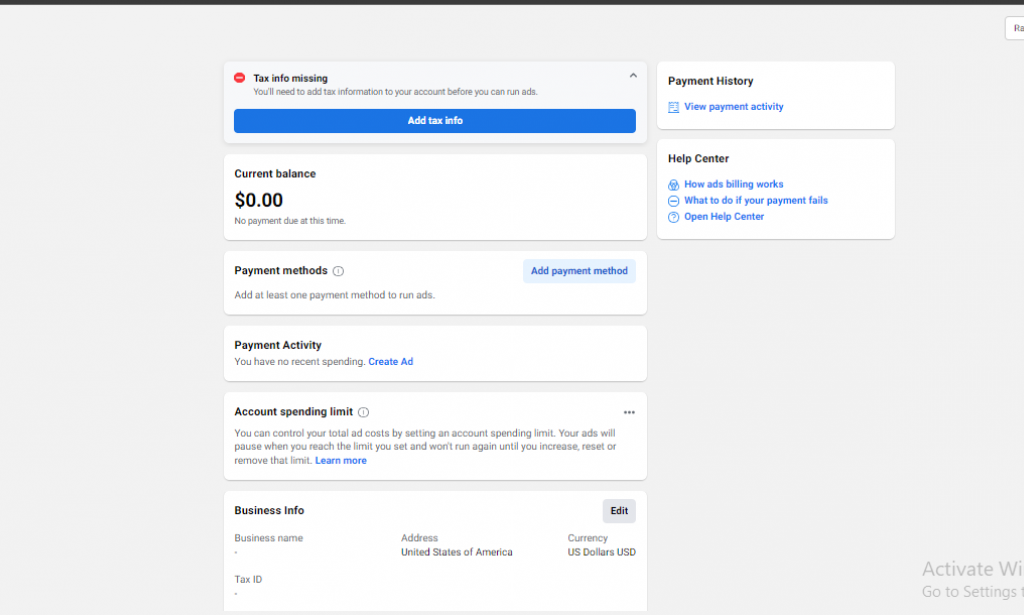 Tax info missing
You'll need to add tax information to your account before you can run ads.
Add tax info
Current balance
$0.00
No payment due at this time.
Payment methods
Add payment method
Add at least one payment method to run ads.
Payment Activity
You have no recent spending. Create Ad
Account spending limit
You can control your total ad costs by setting an account spending limit. Your ads will
pause when you reach the limit you set and won't run again until you increase, reset or
remove that limit. Learn more
Business Info
Edit
Business name
-
Address
United States of America
Currency
US Dollars USD
Tax ID
-
Payment History
View payment activity
Help Center
How ads billing works
What to do if your payment fails
Open Help Center
Activate Wi
Go to Settings t